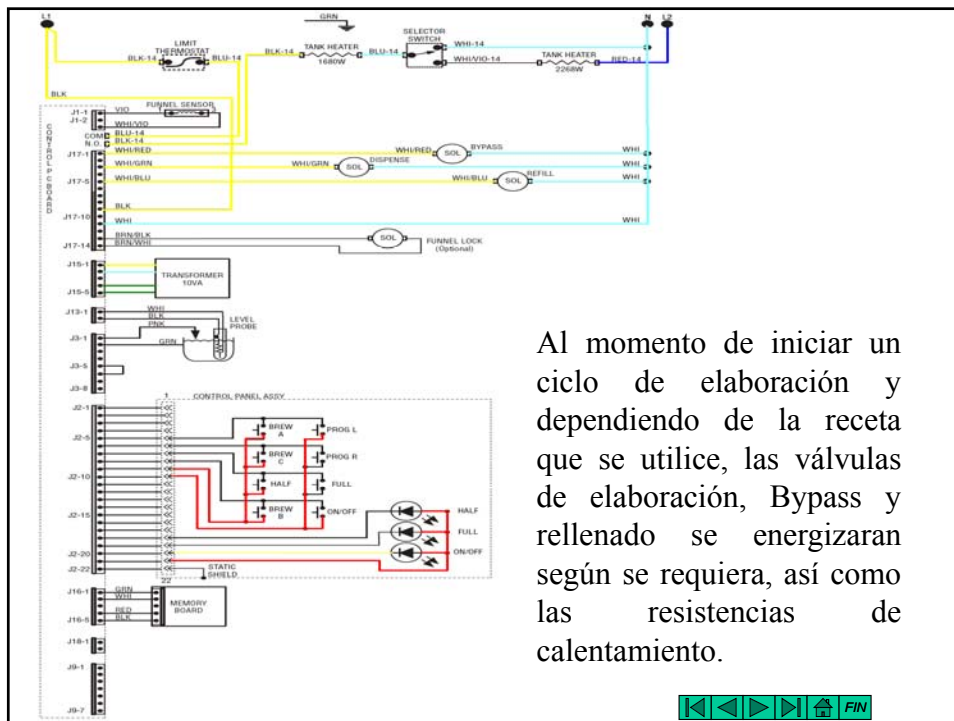 L1
GRN
N
L2
LIMIT
THERMOSTAT
BLK-14
BLU-14
BLK-14
TANK HEATER
1680W
BLU-14
SELECTOR
SWITCH
WHI-14
WHI/VIO-14
TANK HEATER
2268W
RED-14
BLK
CONTROL PC BOARD
J1-1
J1-2
VIO
FUNNEL SENSOR
1
3
WHI/VIO
COM
BLU-14
N.O.
BLK-14
J17-1
WHI/RED
WHI/RED
SOL
BYPASS
WHI
WHI/GRN
WHI/GRN
SOL
DISPENSE
WHI
J17-5
WHI/BLU
WHI/BLU
SOL
REFILL
WHI
BLK
J17-10
WHI
WHI
J17-14
BRN/BLK
BRN/WHI
SOL
FUNNEL LOCK
(Optional)
J15-1
J15-5
TRANSFORMER
10VA
J13-1
WHI
BLK
LEVEL
PROBE
J3-1
PNK
GRN
J3-5
J3-8
1
CONTROL PANEL ASSY
J2-1
J2-5
BREW
A
PROG L
BREW
C
PROG R
J2-10
HALF
FULL
BREW
B
ON/OFF
J2-15
HALF
FULL
J2-20
ON/OFF
J2-22
22
STATIC
SHIELD
J16-1
GRN
WHI
RED
J16-5
BLK
MEMORY
BOARD
J18-1
J9-1
J9-7
Al momento de iniciar un
ciclo de elaboración y
dependiendo de la receta
que se utilice, las válvulas
de elaboración, Bypass y
rellenado se energizaran
según se requiera, así como
las resistencias de
calentamiento.
FIN